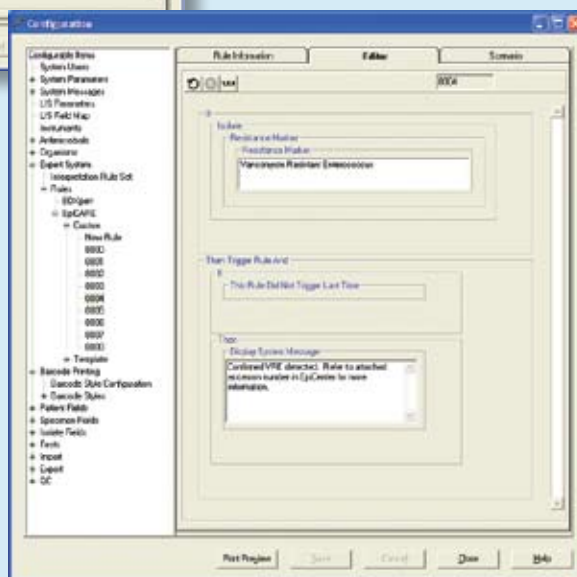 Configuration
Configurable Items
System Users
System Parameters
System Messages
LIS Parameters
LIS Field Map
Instruments
Antimicrobials
Organisms
Expert System
Interpretation Rule Set
Rules
BDXpert
EpiCARE
Custom
New Rule
0000
0001
0002
0003
0004
0005
0006
0007
Template
Barcode Printing
Barcode Style Configuration
Barcode Styles
Patient Fields
Specimen Fields
Isolate Fields
Tests
Import
Export
QC
Rule Information
Editor
Scenario
0004
If
Isolate
Resistance Marker
Resistance Marker
Vancomycin Resistant Enterococcus
Then Trigger Rule And
If
This Rule Did Not Trigger Last Time
Then
Display System Message
Confirmed VRE detected. Refer to attached
accession number in EpiCenter for more
information.
Print Preview
Save
Cancel
Close
Help